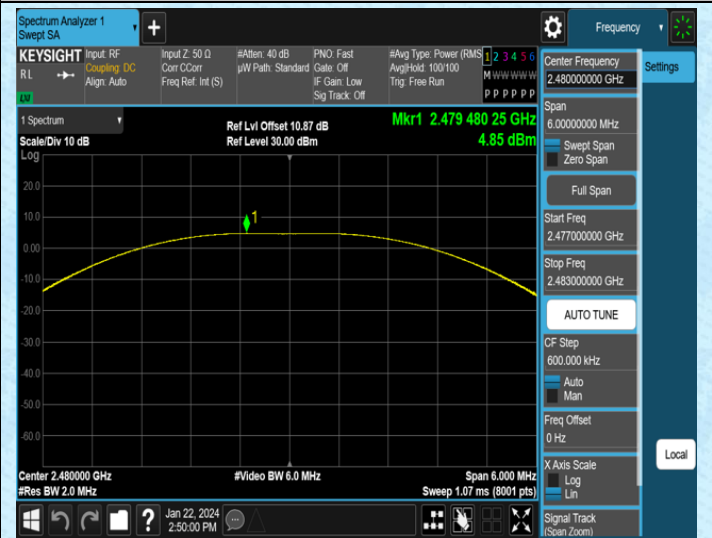 Spectrum Analyzer 1
Swept SA
+
Frequency
KEYSIGHT
RL
LXI
Input: RF
Coupling: DC
Align: Auto
Input Z: 50 Ω
Corr CCorr
Freq Ref: Int (S)
#Atten: 40 dB
µW Path: Standard
PNO: Fast
Gate: Off
IF Gain: Low
Sig Track: Off
#Avg Type: Power (RMS
Avg|Hold: 100/100
Trig: Free Run
1 2 3 4 5 6
M W W W W W
P P P P P P
1 Spectrum
Scale/Div 10 dB
Log
Ref Lvl Offset 10.87 dB
Ref Level 30.00 dBm
Mkr1 2.479 480 25 GHz
4.85 dBm
20.0
10.0
0.00
-10.0
-20.0
-30.0
-40.0
-50.0
-60.0
1
Center 2.480000 GHz
#Res BW 2.0 MHz
#Video BW 6.0 MHz
Span 6.000 MHz
Sweep 1.07 ms (8001 pts)
Center Frequency
2.480000000 GHz
Settings
Span
6.00000000 MHz
Swept Span
Zero Span
Full Span
Start Freq
2.477000000 GHz
Stop Freq
2.483000000 GHz
AUTO TUNE
CF Step
600.000 kHz
Auto
Man
Freq Offset
0 Hz
X Axis Scale
Log
Lin
Local
Signal Track
(Span Zoom)
?
Jan 22, 2024
2:50:00 PM